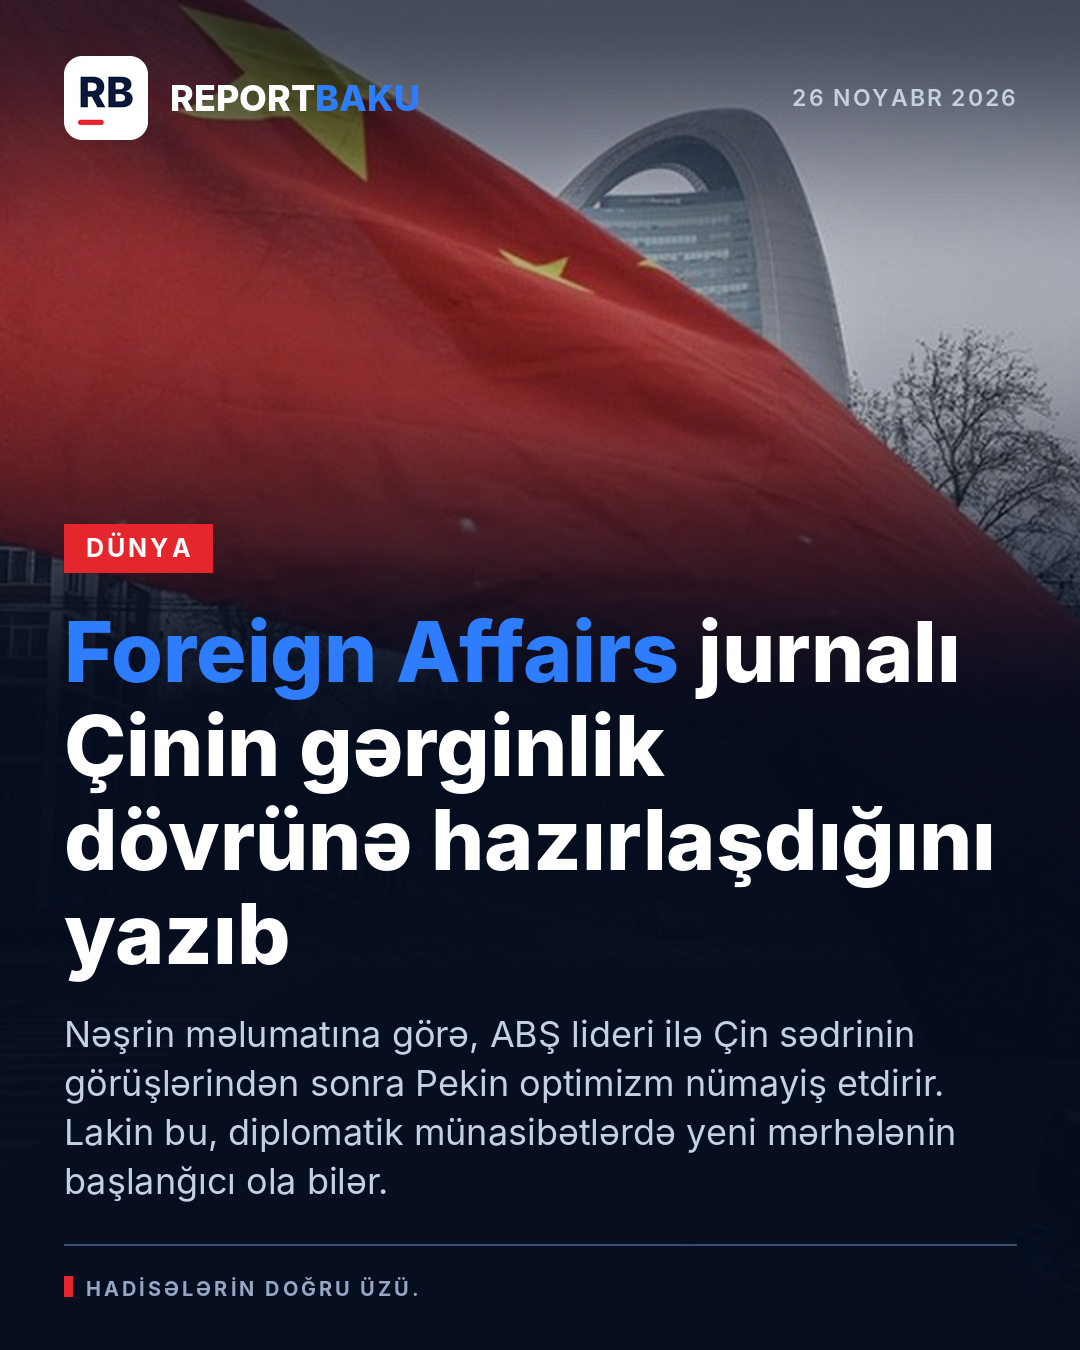 RB
REPORTBAKU
26 NOYABR 2026
DÜNYA
Foreign Affairs jurnalı
Çinin gərginlik
dövrünə hazırlaşdığını
yazıb
Nəşrin məlumatına görə, ABŞ lideri ilə Çin sədrinin
görüşlərindən sonra Pekin optimizm nümayiş etdirir.
Lakin bu, diplomatik münasibətlərdə yeni mərhələnin
başlanğıcı ola bilər.
HADİSƏLƏRİN DOĞRU ÜZÜ.